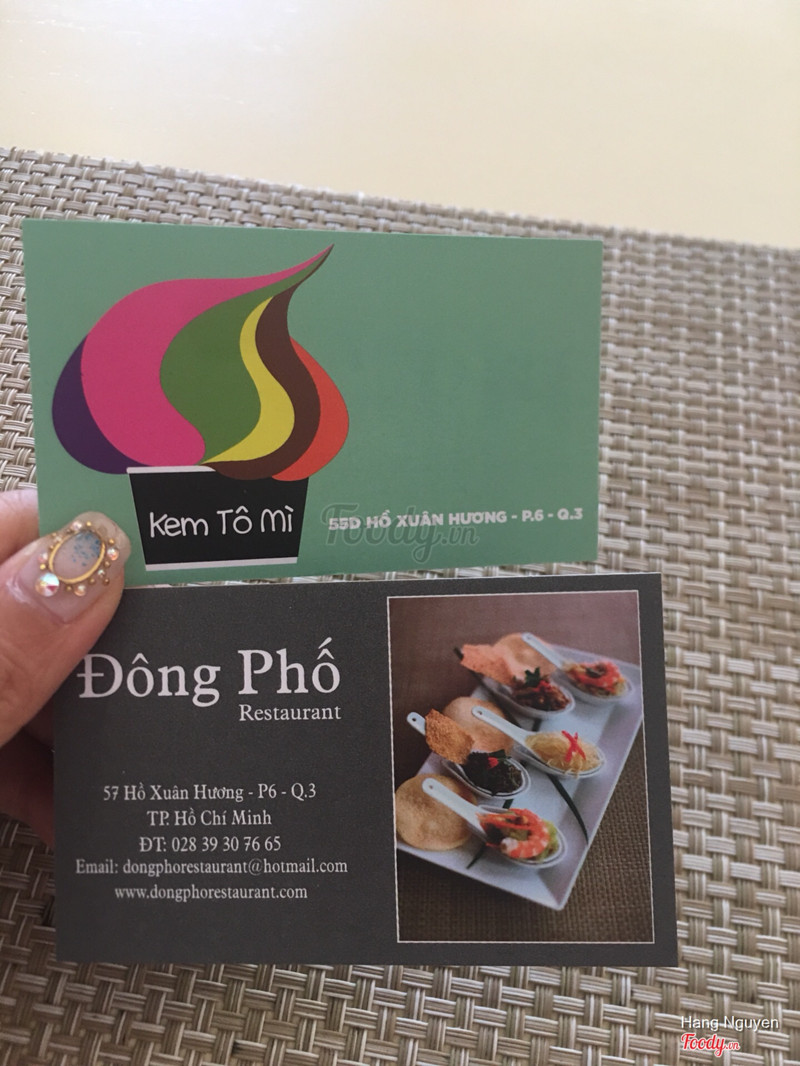 Kem Tô Mì
55D HỒ XUÂN HƯƠNG - P.6 - Q.3
Foody.vn
Đông Phố
Restaurant
57 Hồ Xuân Hương - P6 - Q.3
TP. Hồ Chí Minh
ĐT: 028 39 30 76 65
Email: dongphorestaurant@hotmail.com
www.dongphorestaurant.com
Hang Nguyen
Foody.vn